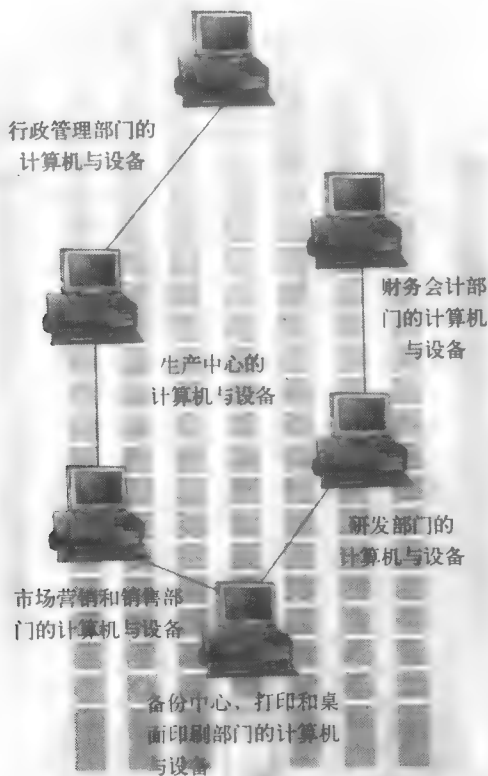 行政管理部门的
计算机与设备
财务会计部
门的计算机
与设备
生产中心的
计算机与设备
研发部门的
计算机与设备
市场营销和销售部
门的计算机与设备
备份中心，打印和桌
面印刷部门的计算机
与设备